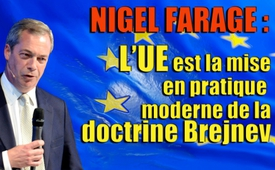 NIGEL FARAGE :
L'UE est la mise
en pratique
moderne de la
doctrine Brejnev